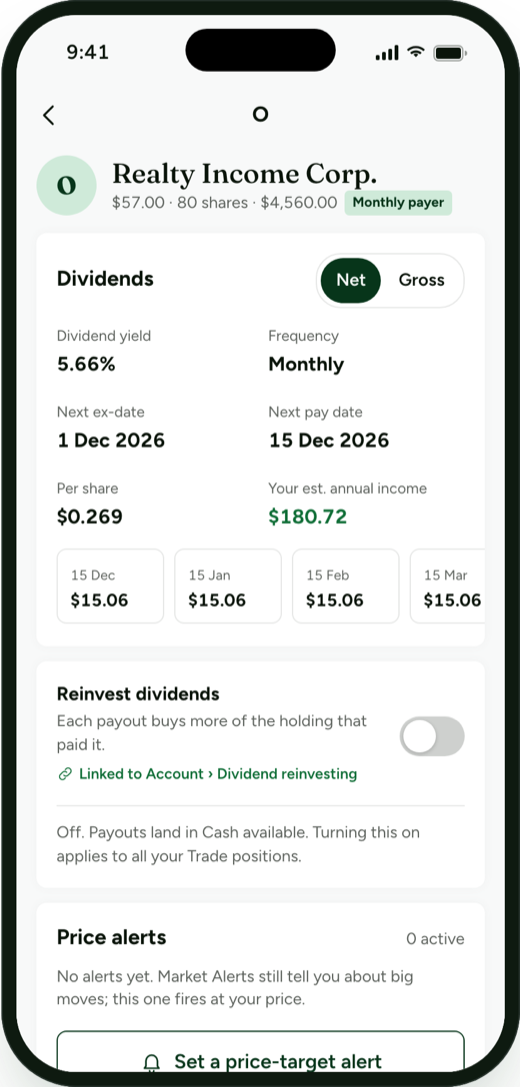 9:41
O
O
Realty Income Corp.
$57.00 · 80 shares · $4,560.00 Monthly payer
Dividends
Net Gross
Dividend yield Frequency
5.66% Monthly
Next ex-date Next pay date
1 Dec 2026 15 Dec 2026
Per share Your est. annual income
$0.269 $180.72
15 Dec 15 Jan 15 Feb 15 Mar
$15.06 $15.06 $15.06 $15.06
Reinvest dividends
Each payout buys more of the holding that
paid it.
Linked to Account › Dividend reinvesting
Off. Payouts land in Cash available. Turning this on
applies to all your Trade positions.
Price alerts 0 active
No alerts yet. Market Alerts still tell you about big
moves; this one fires at your price.
Set a price-target alert